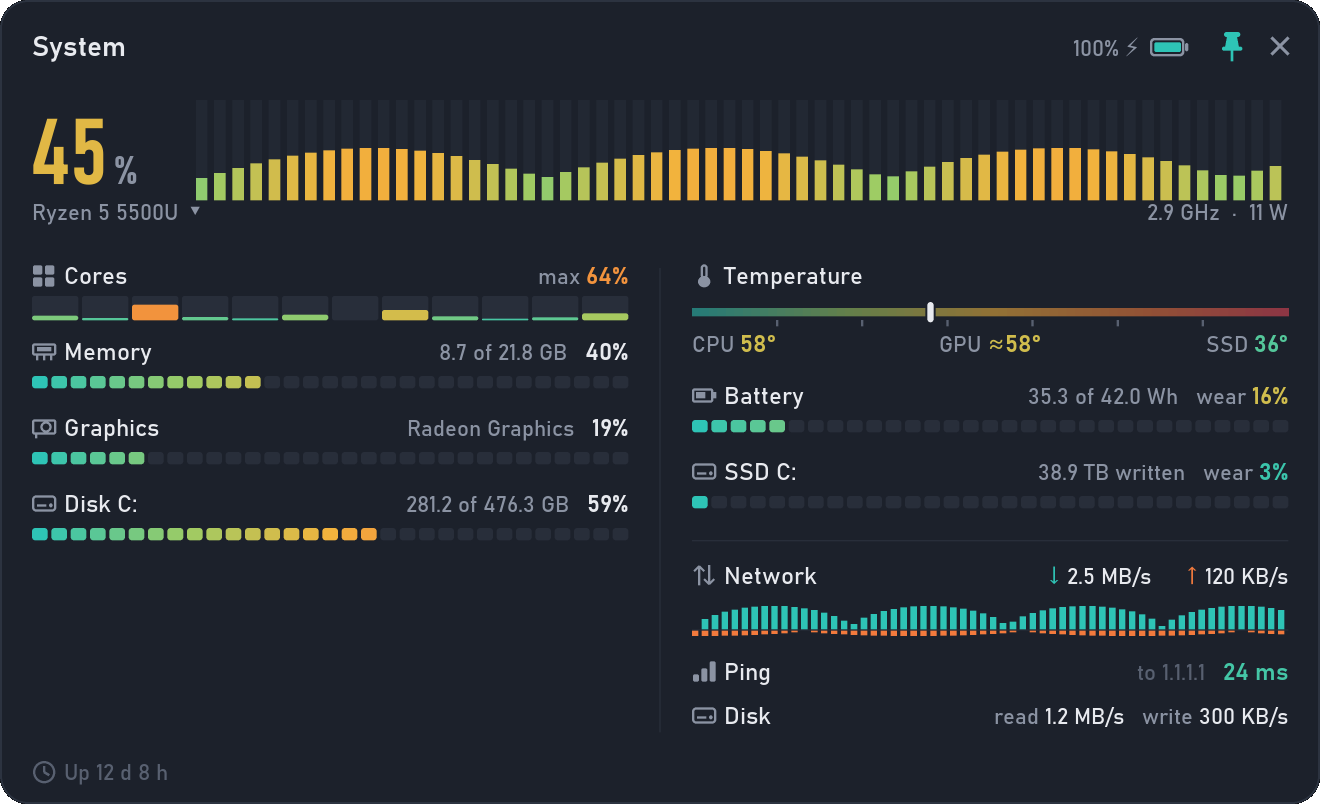 System 100%
45 %
Ryzen 5 5500U 2.9 GHz · 11 W
Cores max 64%
Memory 8.7 of 21.8 GB 40%
Graphics Radeon Graphics 19%
Disk C: 281.2 of 476.3 GB 59%
Temperature
CPU 58° GPU ≈58° SSD 36°
Battery 35.3 of 42.0 Wh wear 16%
SSD C: 38.9 TB written wear 3%
Network ↓ 2.5 MB/s ↑ 120 KB/s
Ping to 1.1.1.1 24 ms
Disk read 1.2 MB/s write 300 KB/s
Up 12 d 8 h